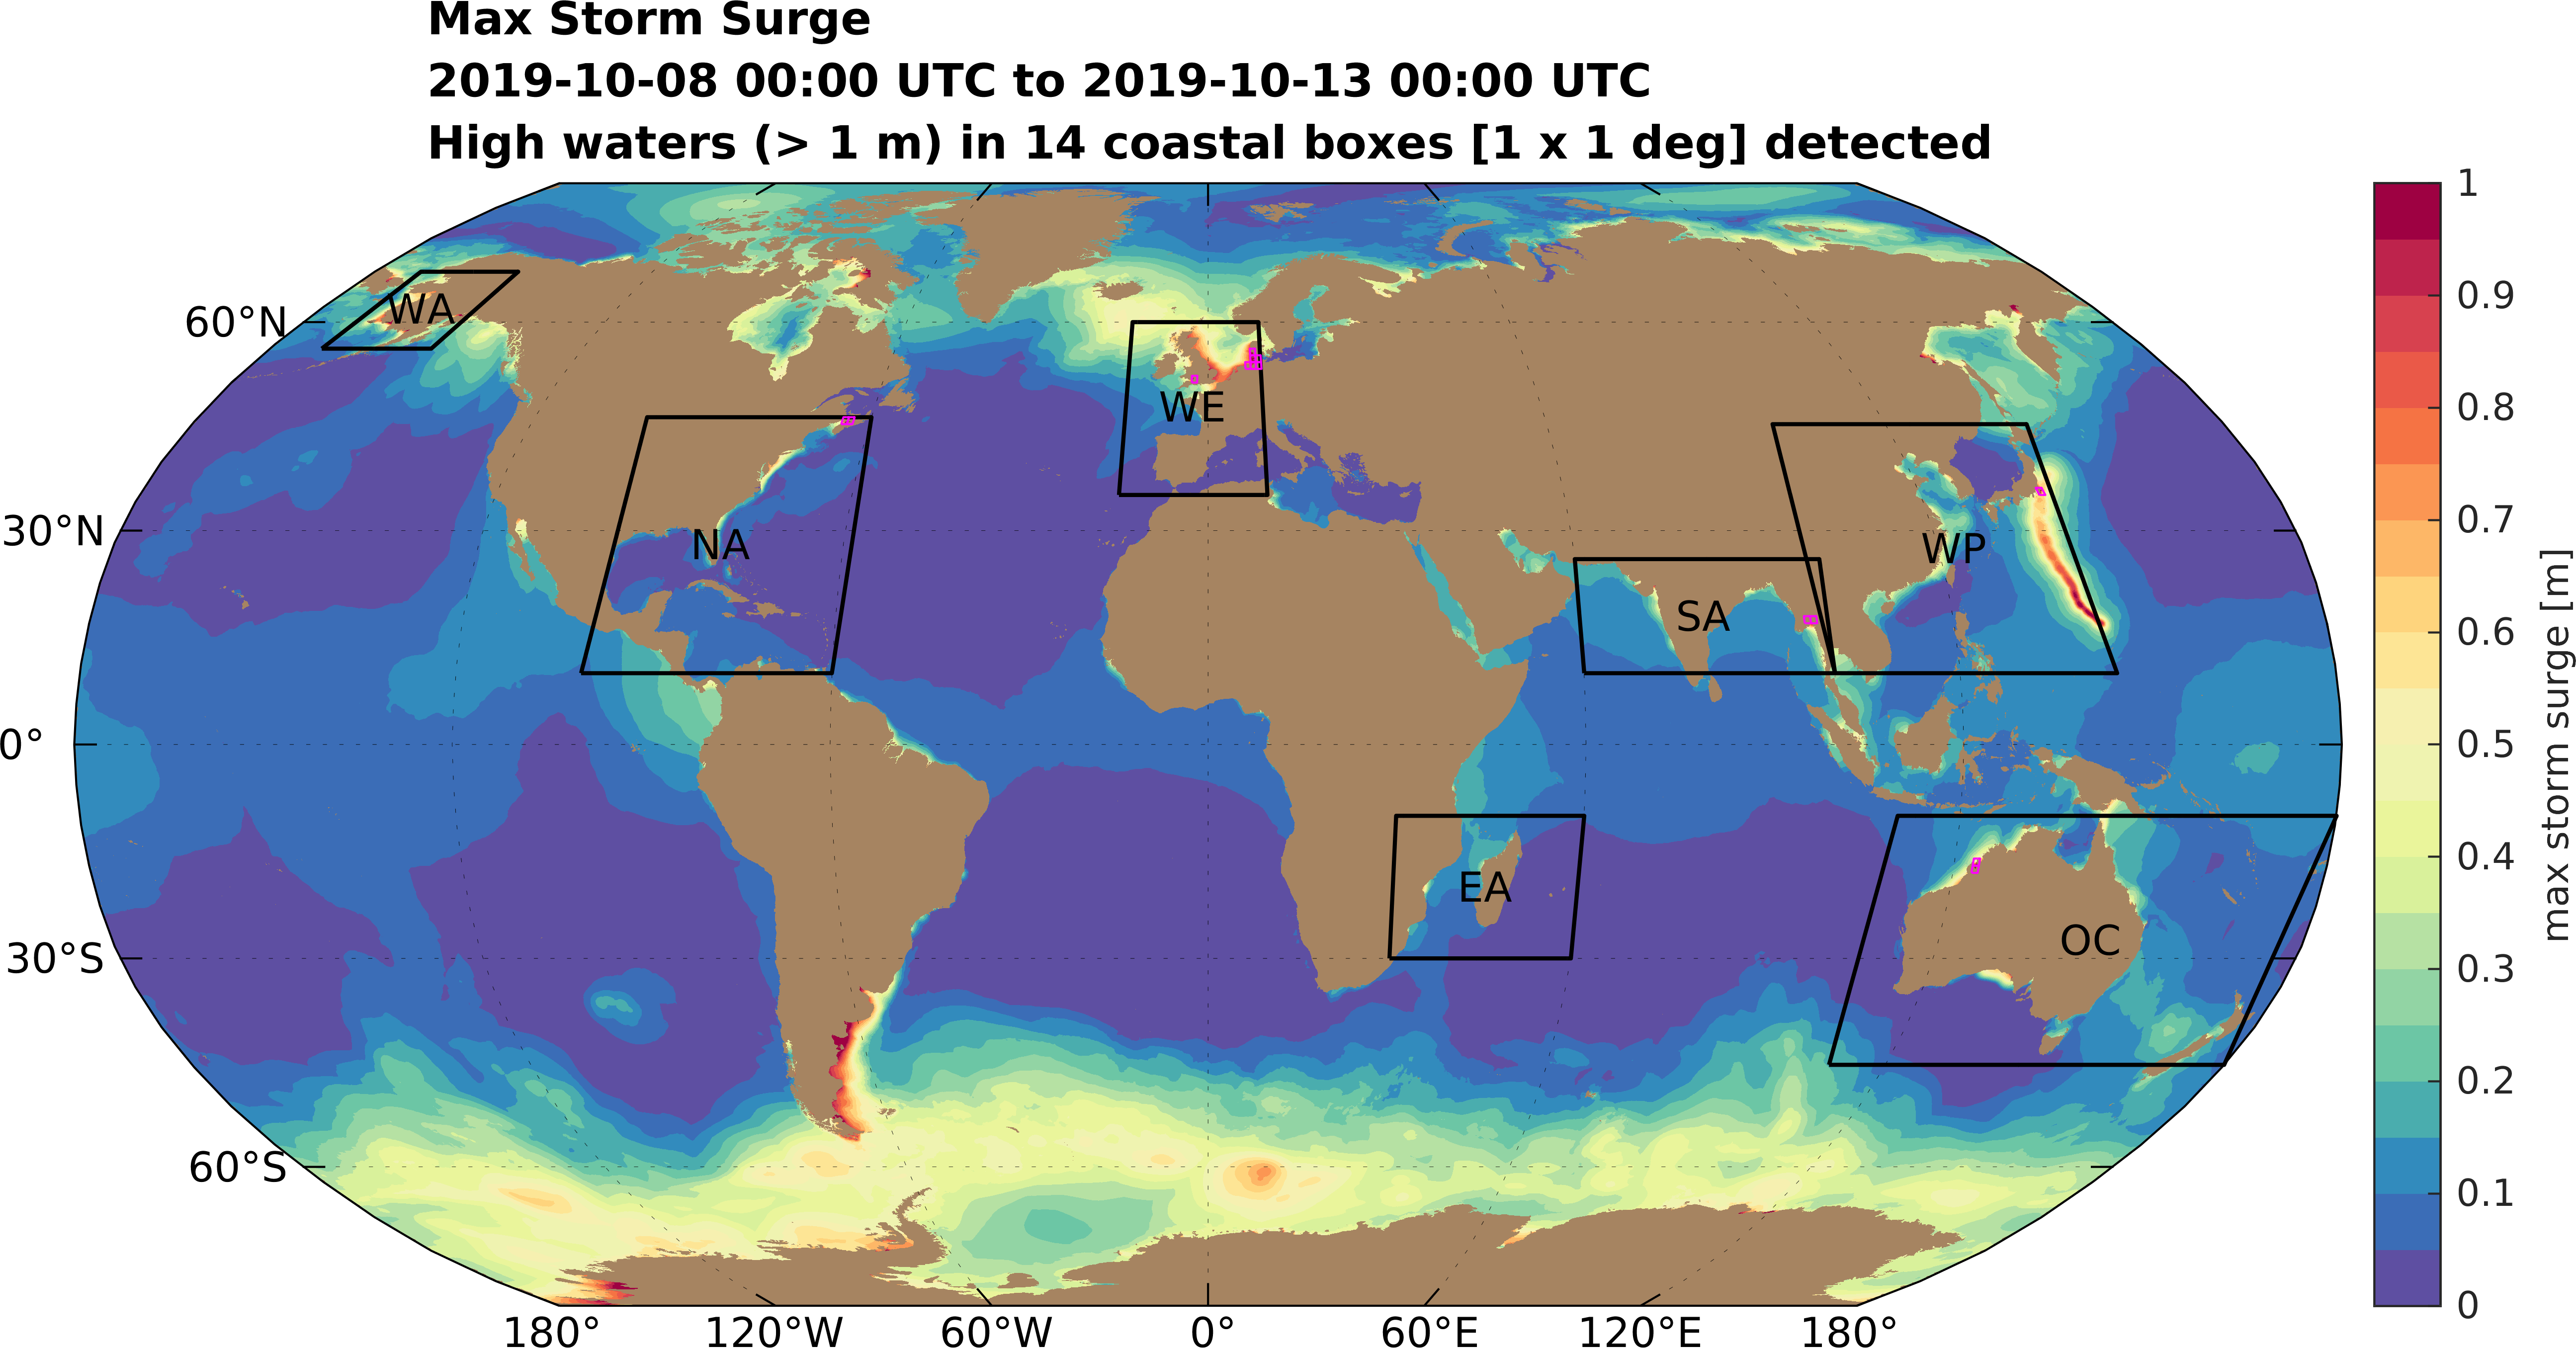 Max Storm Surge
2019-10-08 00:00 UTC to 2019-10-13 00:00 UTC
High waters (> 1 m) in 14 coastal boxes [1 x 1 deg] detected
60°N
30°N
0°
30°S
60°S
180°
120°W
60°W
0°
60°E
120°E
180°
WA
NA
WE
SA
WP
EA
OC
1
0.9
0.8
0.7
0.6
0.5
0.4
0.3
0.2
0.1
0
max storm surge [m]